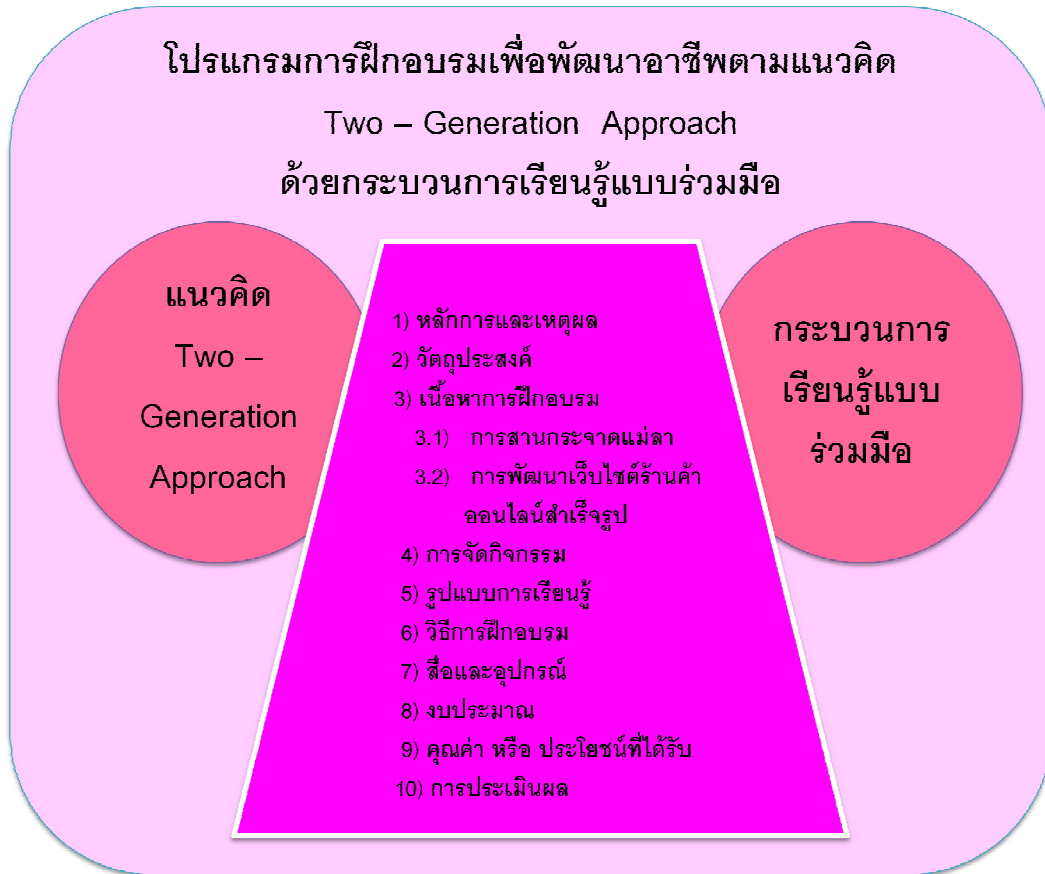 โปรแกรมการฝึกอบรมเพื่อพัฒนาอาชีพตามแนวคิด
Two – Generation Approach
ด้วยกระบวนการเรียนรู้แบบร่วมมือ
แนวคิด
Two –
Generation
Approach
1) หลักการและเหตุผล
2) วัตถุประสงค์
3) เนื้อหาการฝึกอบรม
3.1) การสานกระจาดแม่ลา
3.2) การพัฒนาเว็บไซต์ร้านค้า
ออนไลน์สำเร็จรูป
4) การจัดกิจกรรม
5) รูปแบบการเรียนรู้
6) วิธีการฝึกอบรม
7) สื่อและอุปกรณ์
8) งบประมาณ
9) คุณค่า หรือ ประโยชน์ที่ได้รับ
10) การประเมินผล
กระบวนการ
เรียนรู้แบบ
ร่วมมือ